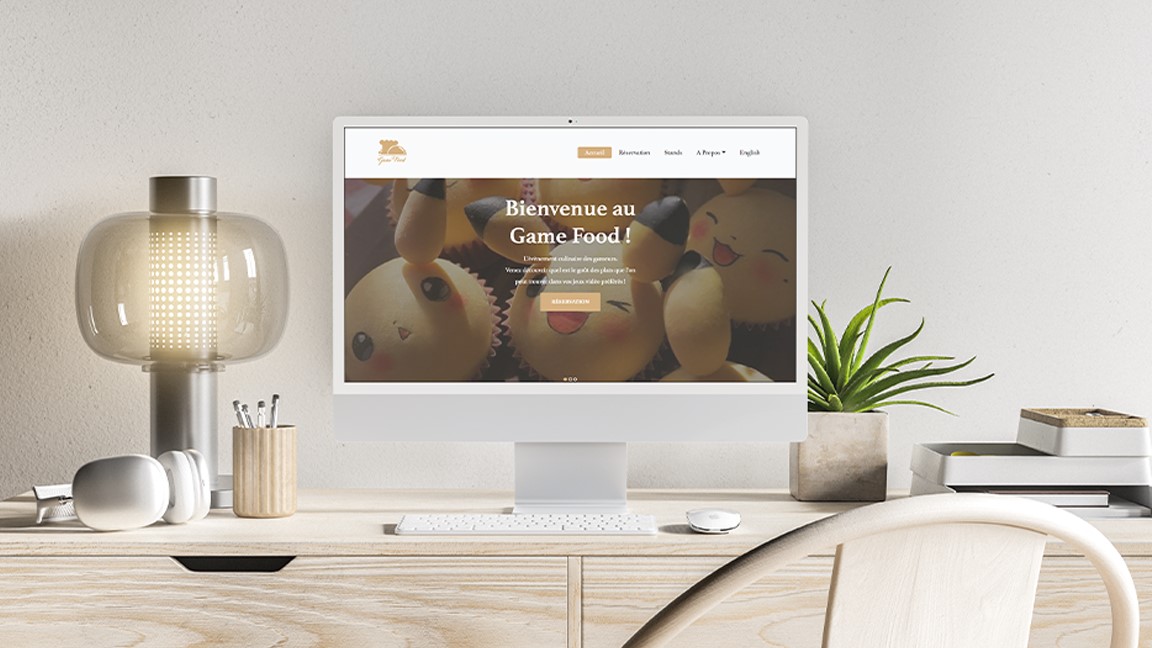 Game Food
Accueil Réservation Stands A Propos English
Bienvenue au
Game Food !
L'événement culinaire des gameurs.
Venez découvrir quel est le goût des plats que l'on
peut trouver dans vos jeux vidéo préférés !
RÉSERVATION